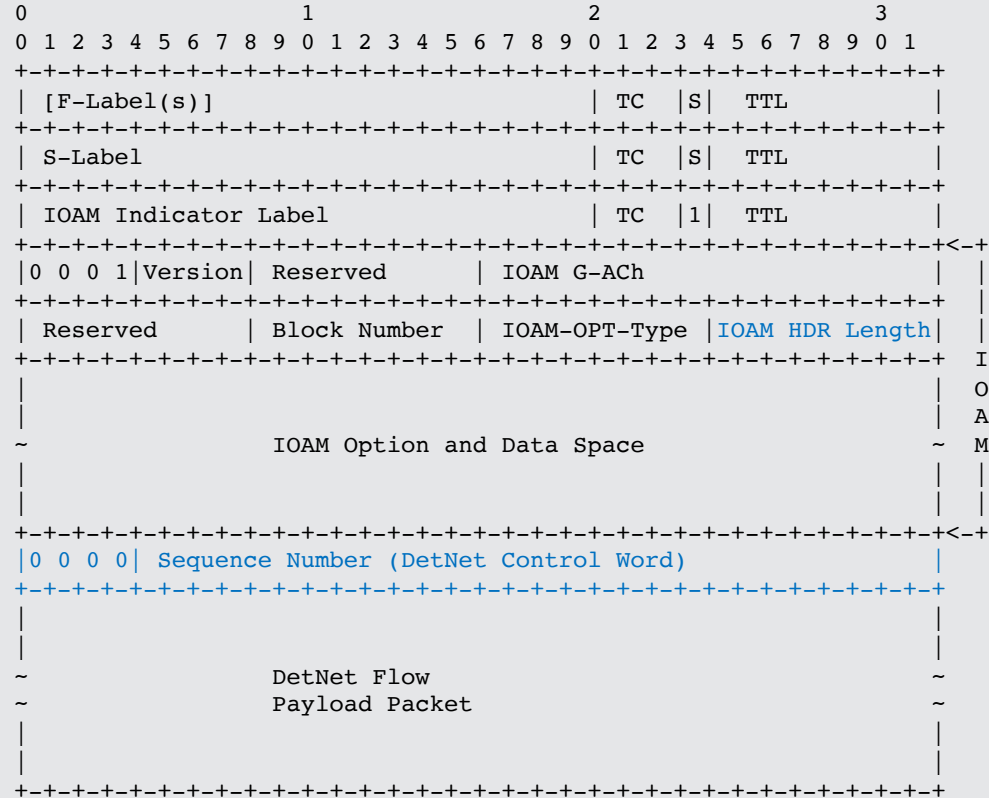 0                   1                   2                   3
 0 1 2 3 4 5 6 7 8 9 0 1 2 3 4 5 6 7 8 9 0 1 2 3 4 5 6 7 8 9 0 1
+-+-+-+-+-+-+-+-+-+-+-+-+-+-+-+-+-+-+-+-+-+-+-+-+-+-+-+-+-+-+-+-+
| [F-Label(s)]                          | TC  |S|  TTL          |
+-+-+-+-+-+-+-+-+-+-+-+-+-+-+-+-+-+-+-+-+-+-+-+-+-+-+-+-+-+-+-+-+
| S-Label                               | TC  |S|  TTL          |
+-+-+-+-+-+-+-+-+-+-+-+-+-+-+-+-+-+-+-+-+-+-+-+-+-+-+-+-+-+-+-+-+
| IOAM Indicator Label                  | TC  |1|  TTL          |
+-+-+-+-+-+-+-+-+-+-+-+-+-+-+-+-+-+-+-+-+-+-+-+-+-+-+-+-+-+-+-+-+<-+
|0 0 0 1|Version| Reserved      | IOAM G-ACh                    |  |
+-+-+-+-+-+-+-+-+-+-+-+-+-+-+-+-+-+-+-+-+-+-+-+-+-+-+-+-+-+-+-+-+  |
| Reserved      | Block Number  | IOAM-OPT-Type |IOAM HDR Length|  |
+-+-+-+-+-+-+-+-+-+-+-+-+-+-+-+-+-+-+-+-+-+-+-+-+-+-+-+-+-+-+-+-+  I
|                                                               |  O
|                                                               |  A
~                 IOAM Option and Data Space                    ~  M
|                                                               |  |
|                                                               |  |
+-+-+-+-+-+-+-+-+-+-+-+-+-+-+-+-+-+-+-+-+-+-+-+-+-+-+-+-+-+-+-+-+<-+
|0 0 0 0| Sequence Number (DetNet Control Word)                 |
+-+-+-+-+-+-+-+-+-+-+-+-+-+-+-+-+-+-+-+-+-+-+-+-+-+-+-+-+-+-+-+-+
|                                                               |
|                                                               |
~                 DetNet Flow                                   ~
~                 Payload Packet                                ~
|                                                               |
|                                                               |
+-+-+-+-+-+-+-+-+-+-+-+-+-+-+-+-+-+-+-+-+-+-+-+-+-+-+-+-+-+-+-+-+